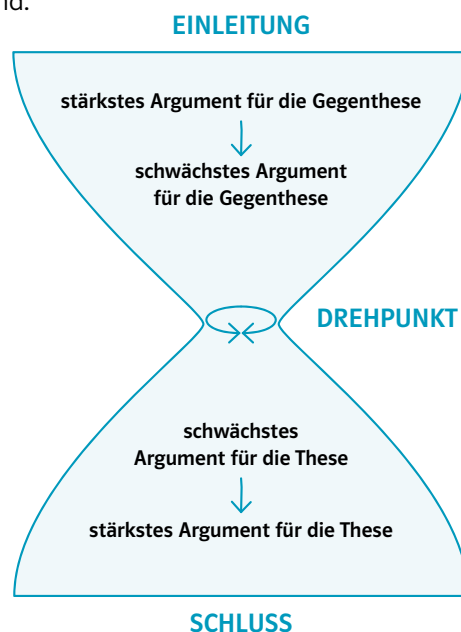 nd.
EINLEITUNG
stärkstes Argument für die Gegenthese
schwächstes Argument
für die Gegenthese
DREHPUNKT
schwächstes
Argument für die These
stärkstes Argument für die These
SCHLUSS